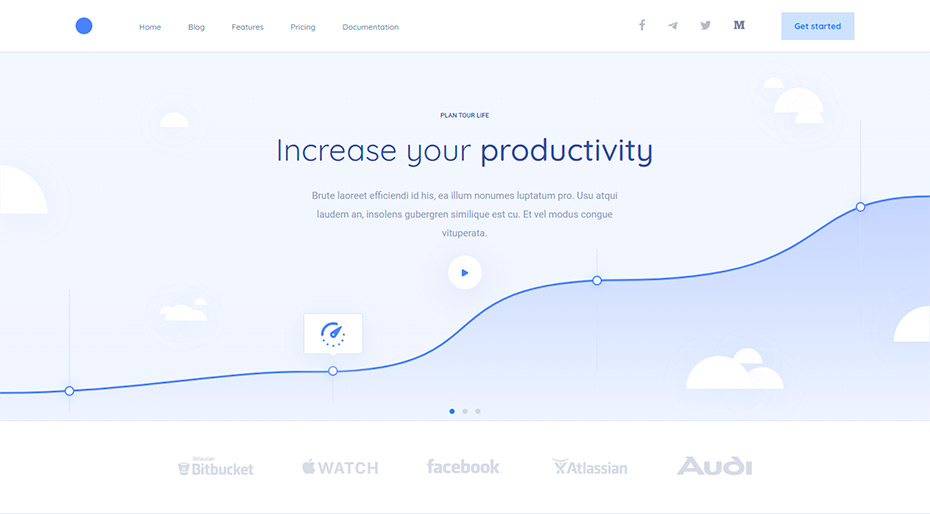 Home Blog Features Pricing Documentation M Get started
PLAN TOUR LIFE
Increase your productivity
Brute laoreet efficiendi id his, ea illum nonumes luptatum pro. Usu atqui
laudem an, insolens gubergren similique est cu. Et vel modus congue
vituperata.
Atlassian
Bitbucket WATCH facebook Atlassian Audi